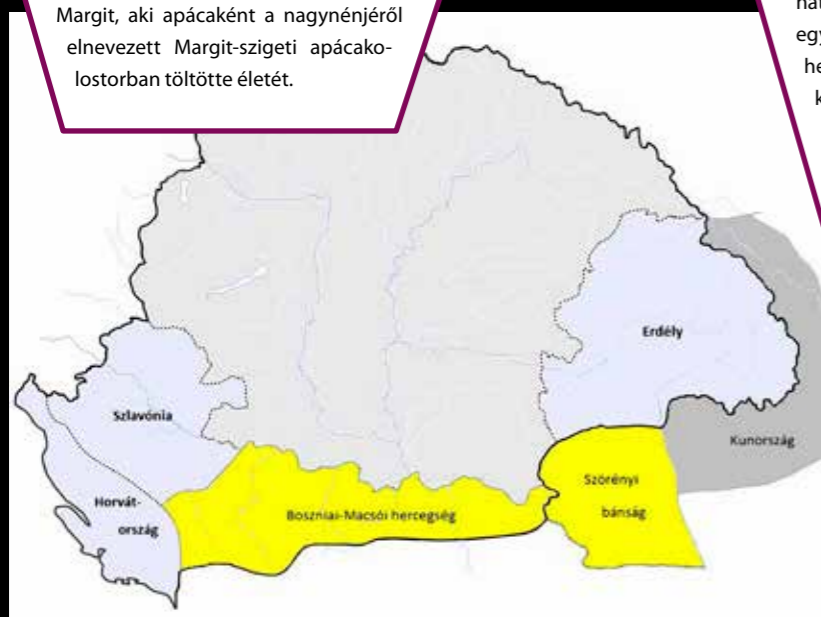 Margit, aki apácaként a nagynénjéről
elnevezett Margit-szigeti apácako-
lostorban töltötte életét.
egy
Erdély
Szlavónia
Kunország
Szörényi
bánság
Horvát-
ország
Boszniai-Macsói hercegség